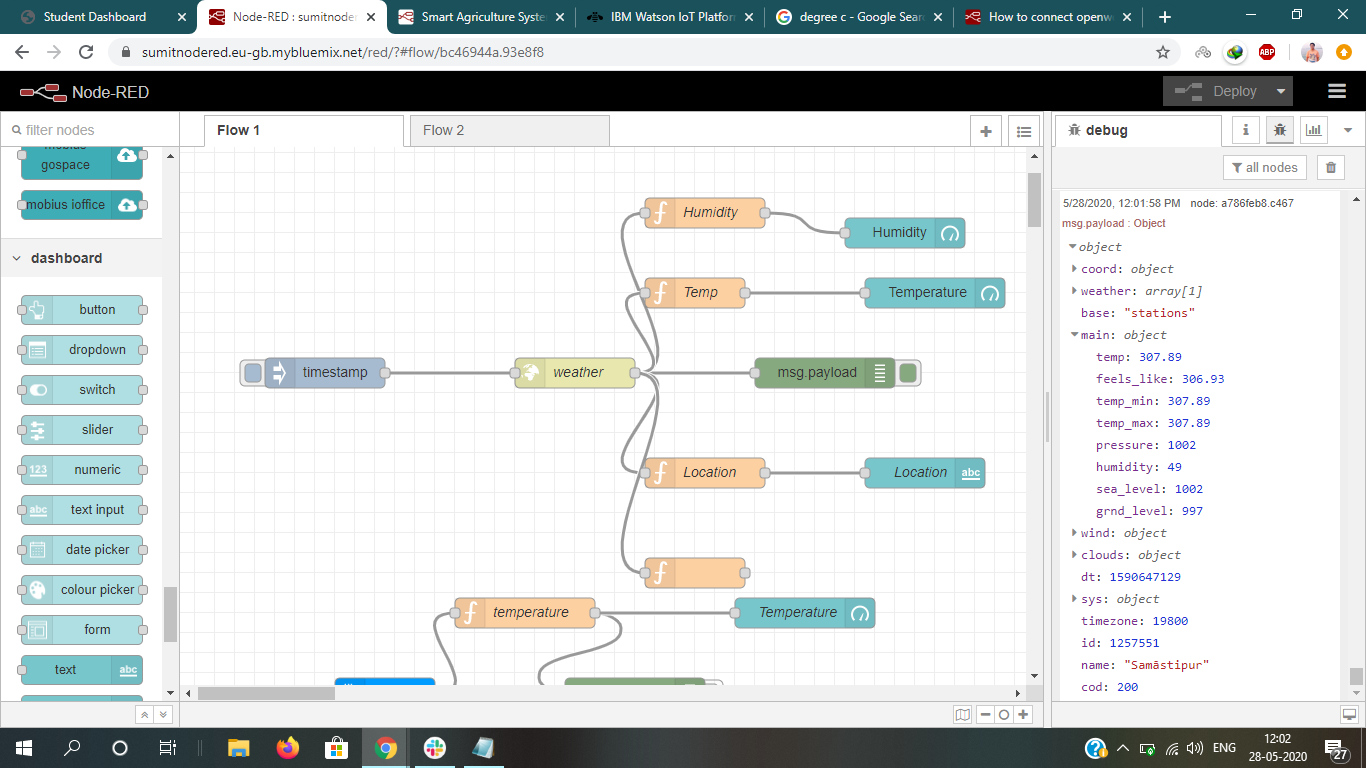 Student Dashboard
Node-RED : sumitnoder
Smart Agriculture Syste
IBM Watson IoT Platform
degree c - Google Sear
How to connect openw
sumitnodered.eu-gb.mybluemix.net/red/?#flow/bc46944a.93e8f8
ABP
Node-RED
Deploy
filter nodes
Flow 1
Flow 2
debug
all nodes
gospace
mobius ioffice
dashboard
button
dropdown
switch
slider
123 numeric
abc text input
date picker
colour picker
form
text abc
Humidity
Humidity
Temp
Temperature
timestamp
weather
msg.payload
Location
Location abc
temperature
Temperature
5/28/2020, 12:01:58 PM node: a786feb8.c467
msg.payload : Object
object
coord: object
weather: array[1]
base: "stations"
main: object
temp: 307.89
feels_like: 306.93
temp_min: 307.89
temp_max: 307.89
pressure: 1002
humidity: 49
sea_level: 1002
grnd_level: 997
wind: object
clouds: object
dt: 1590647129
sys: object
timezone: 19800
id: 1257551
name: "Samāstipur"
cod: 200
ENG
12:02
28-05-2020
27